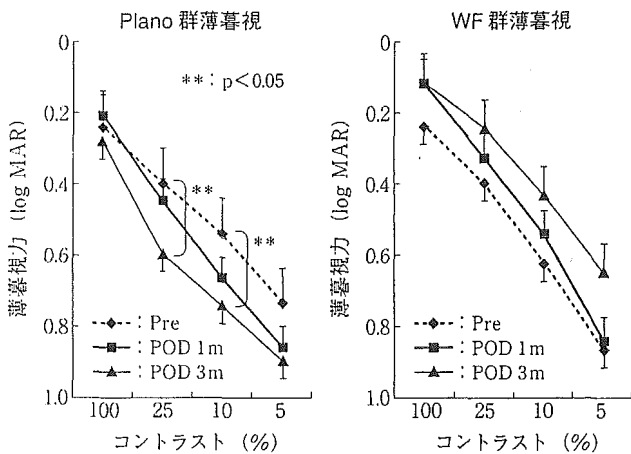 Plano 群薄暮視
**：p＜0.05
0
0.2
0.4
0.6
0.8
1.0
薄暮視力 (log MAR)
**
**
：Pre
：POD 1m
：POD 3m
100 25 10 5
コントラスト (%)
WF 群薄暮視
0
0.2
0.4
0.6
0.8
1.0
薄暮視力 (log MAR)
：Pre
：POD 1m
：POD 3m
100 25 10 5
コントラスト (%)